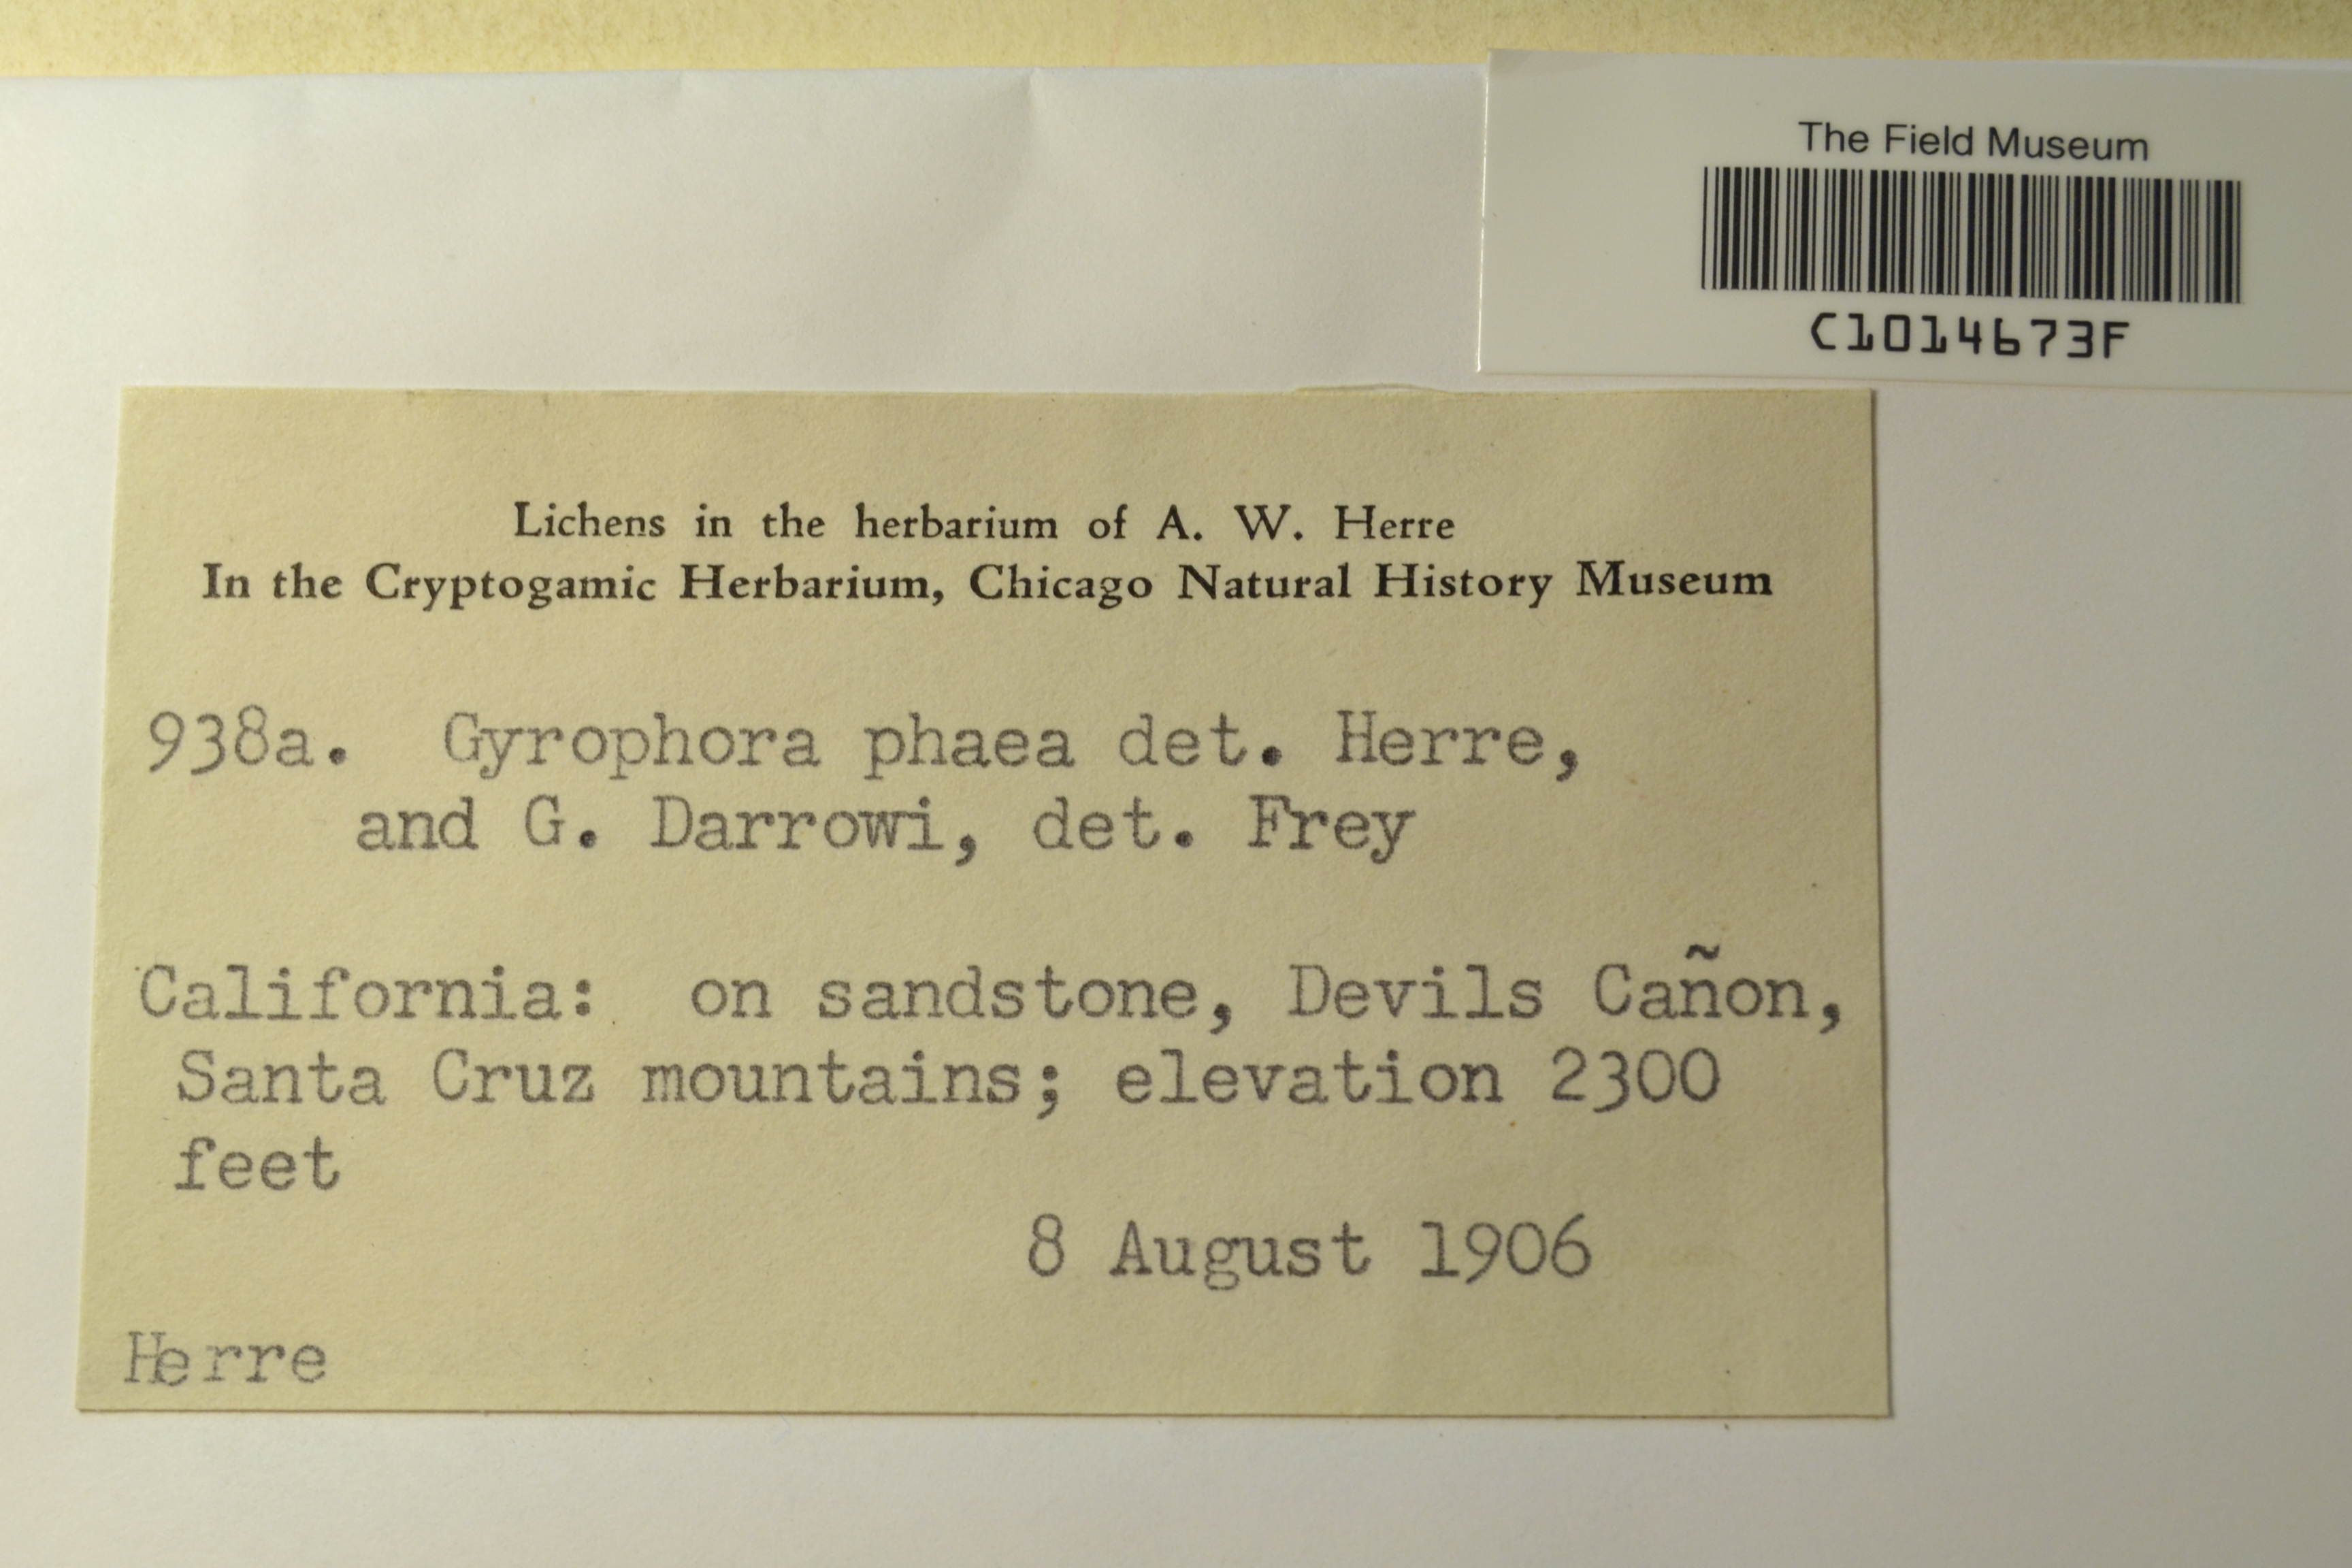 The Field Museum
C1014673F
Lichens in the herbarium of A. W. Herre
In the Cryptogamic Herbarium, Chicago Natural History Museum
938a. Gyrophora phaea det. Herre,
and G. Darrowi, det. Frey
California: on sandstone, Devils Cañon,
Santa Cruz mountains; elevation 2300
feet
8 August 1906
Herre